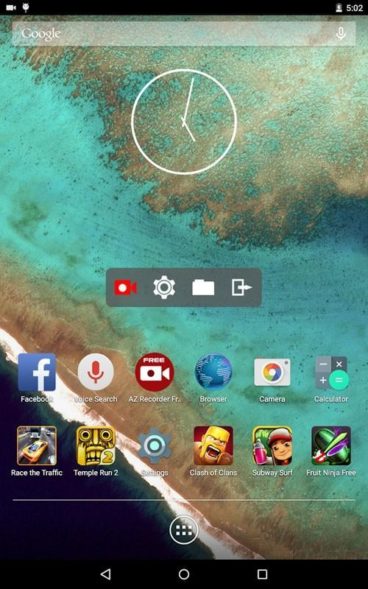 5:02
Google
Facebook
Voice Search
FREE
AZ Recorder Fr..
Browser
Camera
Calculator
Race the Traffic
Temple Run 2
Settings
Clash of Clans
Subway Surf
Fruit Ninja Free